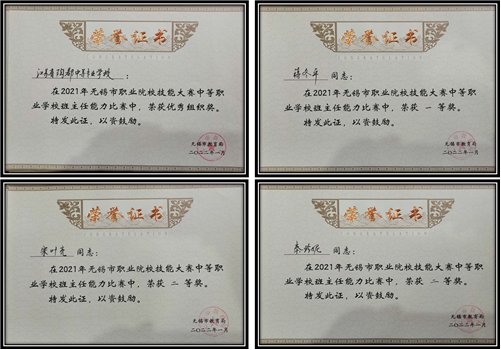 荣誉证书
江苏省陶都中等专业学校：
在2021年无锡市职业院校技能大赛中等职
业学校班主任能力比赛中，荣获优秀组织奖。
特发此证，以资鼓励。
无锡市教育局
二〇二二年一月
荣誉证书
蒋今平 同志：
在2021年无锡市职业院校技能大赛中等职
业学校班主任能力比赛中，荣获 一 等奖。
特发此证，以资鼓励。
无锡市教育局
二〇二二年一月
荣誉证书
宋叶青 同志：
在2021年无锡市职业院校技能大赛中等职
业学校班主任能力比赛中，荣获 二 等奖。
特发此证，以资鼓励。
无锡市教育局
二〇二二年一月
荣誉证书
秦 同志：
在2021年无锡市职业院校技能大赛中等职
业学校班主任能力比赛中，荣获 二 等奖。
特发此证，以资鼓励。
无锡市教育局
二〇二二年一月